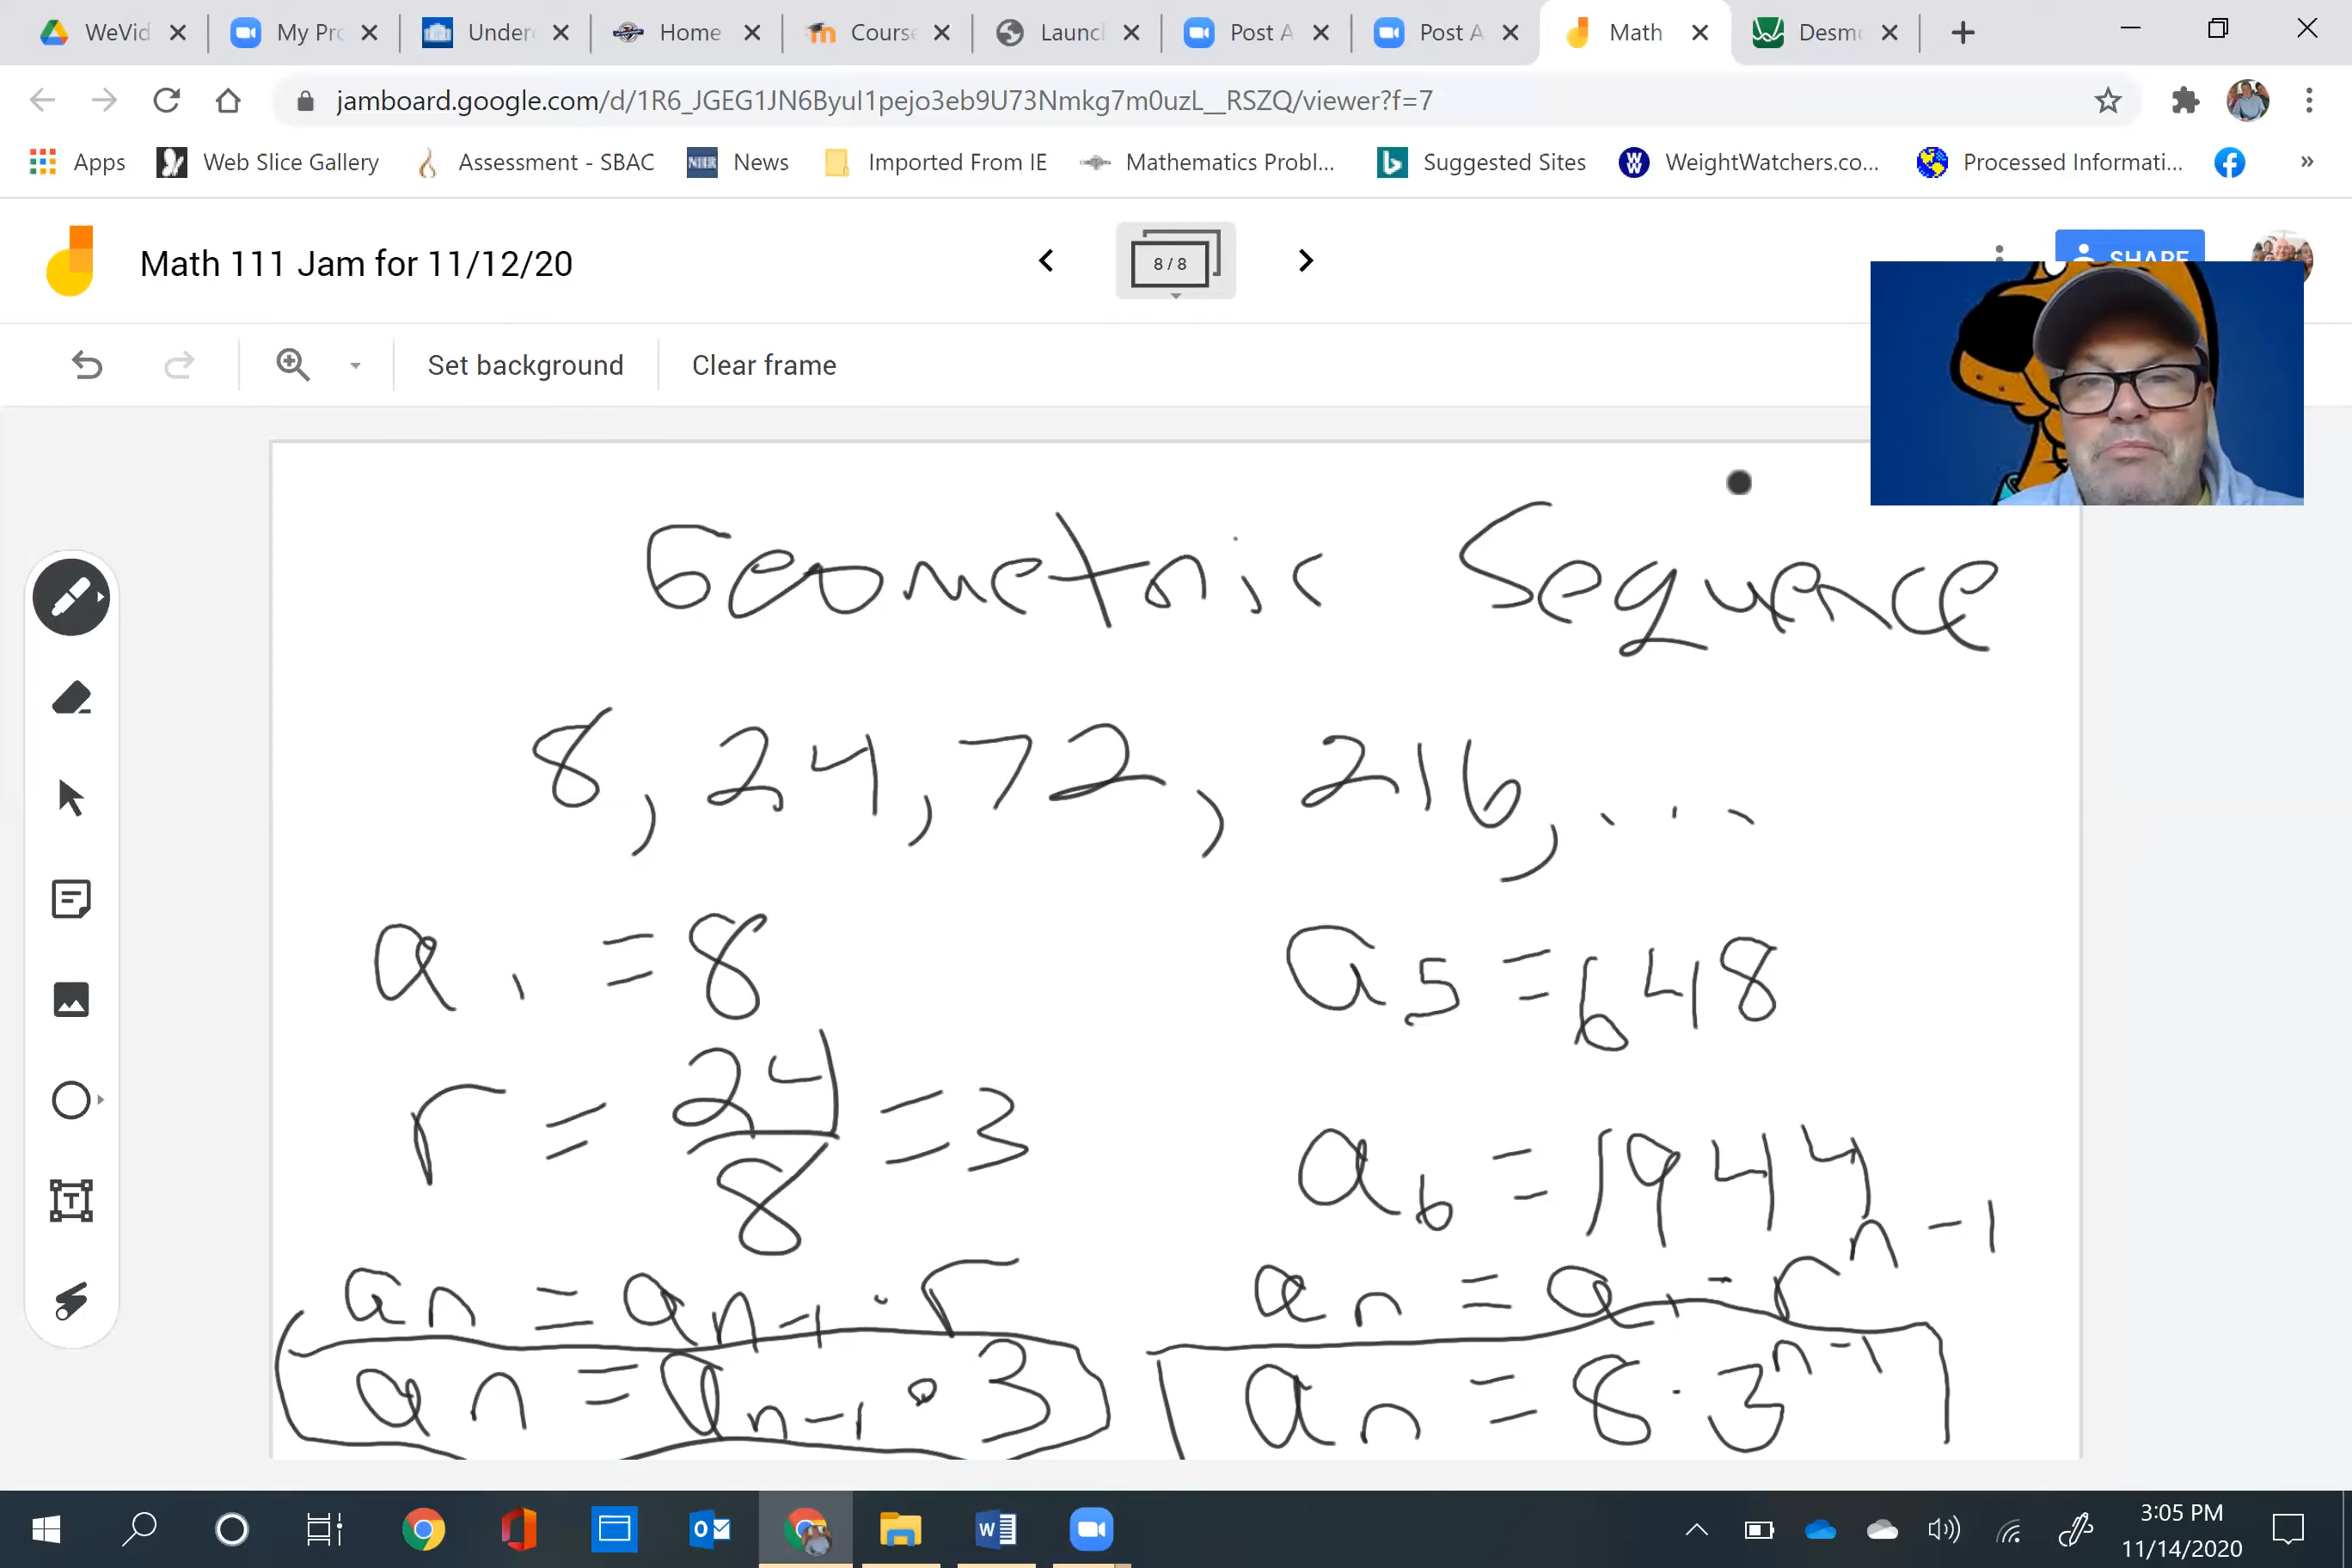 WeVid My Pro Under Home Course Launc Post A Post A Math Desmo
jamboard.google.com/d/1R6_JGEG1JN6ByuI1pejo3eb9U73Nmkg7m0uzL__RSZQ/viewer?f=7
Apps Web Slice Gallery Assessment - SBAC NHR News Imported From IE Mathematics Probl... Suggested Sites WeightWatchers.co... Processed Informati... »
Math 111 Jam for 11/12/20
8 / 8
SHARE
Set background Clear frame
Geometric Sequence
8, 24, 72, 216, ...
a₁ = 8
a₅ = 648
r = 24/8 = 3
a₆ = 1944
aₙ = aₙ₋₁ · r
aₙ = a₁ · rⁿ⁻¹
aₙ = aₙ₋₁ · 3
aₙ = 8 · 3ⁿ⁻¹
3:05 PM
11/14/2020